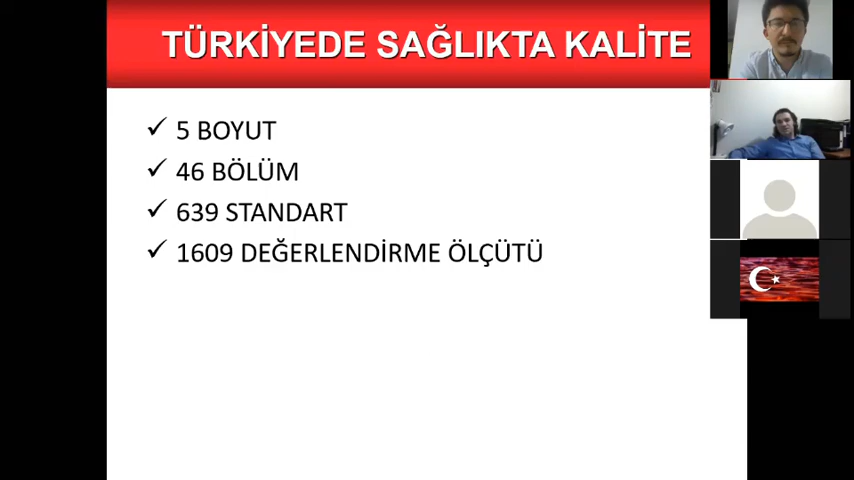 TÜRKİYEDE SAĞLIKTA KALİTE
✓ 5 BOYUT
✓ 46 BÖLÜM
✓ 639 STANDART
✓ 1609 DEĞERLENDİRME ÖLÇÜTÜ